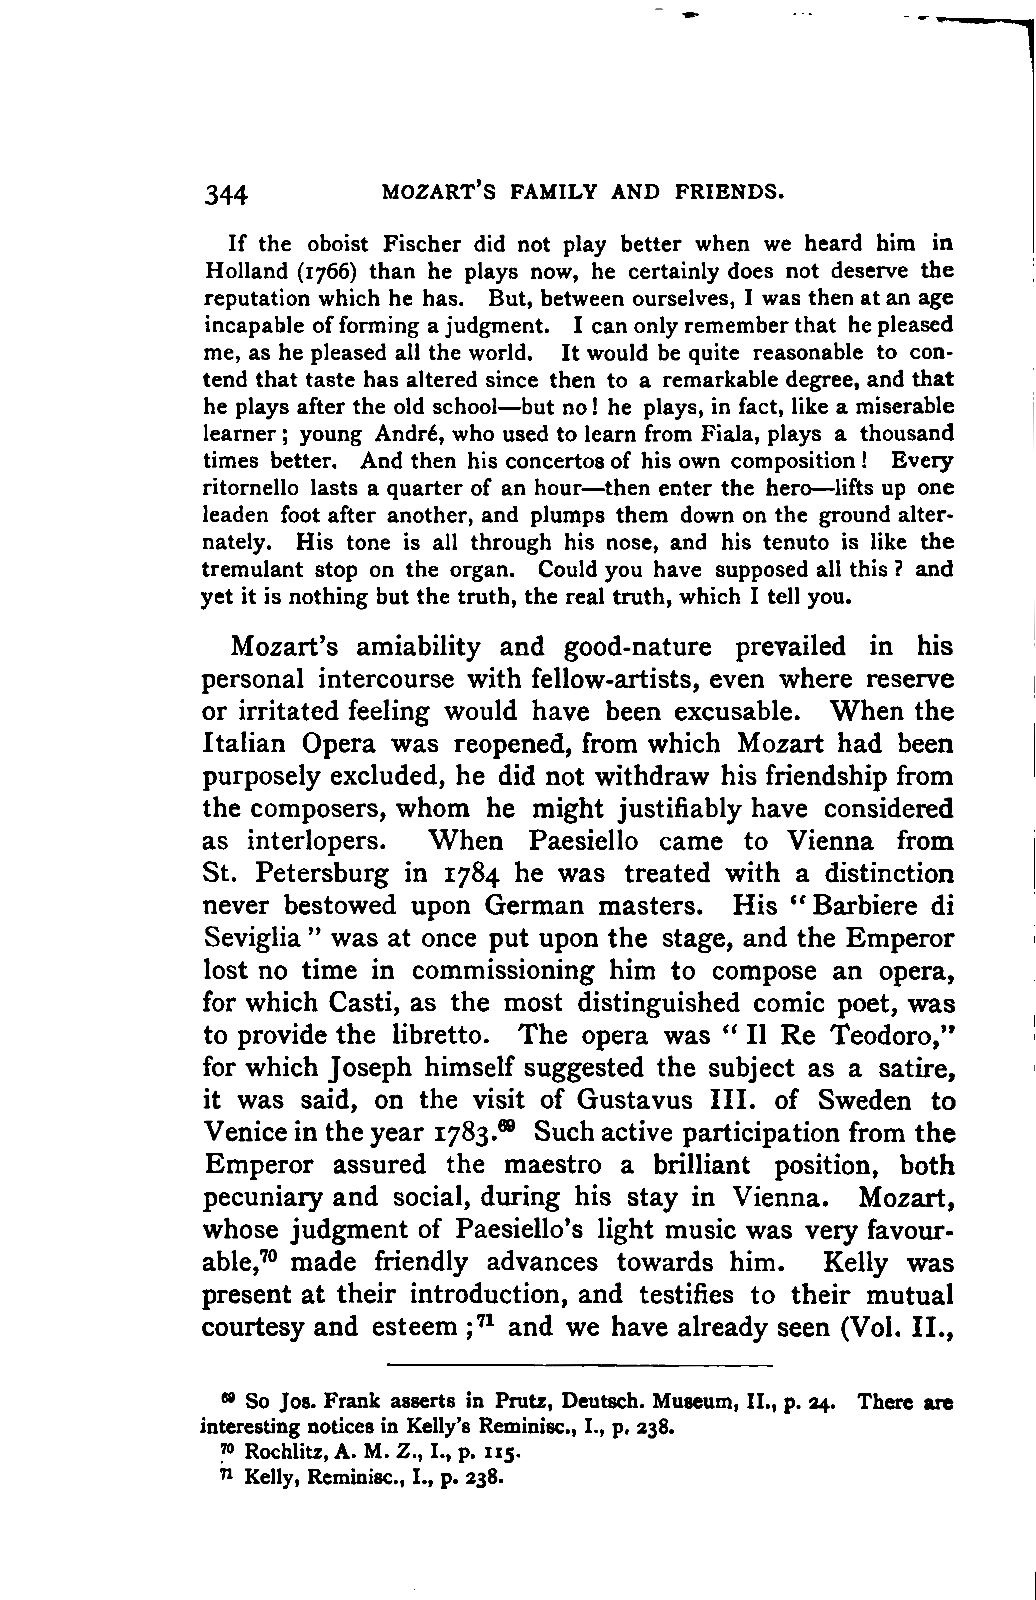 344 MOZART'S FAMILY AND FRIENDS.
If the oboist Fischer did not play better when we heard him in
Holland (1766) than he plays now, he certainly does not deserve the
reputation which he has. But, between ourselves, I was then at an age
incapable of forming a judgment. I can only remember that he pleased
me, as he pleased all the world. It would be quite reasonable to con-
tend that taste has altered since then to a remarkable degree, and that
he plays after the old school—but no! he plays, in fact, like a miserable
learner; young André, who used to learn from Fiala, plays a thousand
times better. And then his concertos of his own composition! Every
ritornello lasts a quarter of an hour—then enter the hero—lifts up one
leaden foot after another, and plumps them down on the ground alter-
nately. His tone is all through his nose, and his tenuto is like the
tremulant stop on the organ. Could you have supposed all this? and
yet it is nothing but the truth, the real truth, which I tell you.
Mozart's amiability and good-nature prevailed in his
personal intercourse with fellow-artists, even where reserve
or irritated feeling would have been excusable. When the
Italian Opera was reopened, from which Mozart had been
purposely excluded, he did not withdraw his friendship from
the composers, whom he might justifiably have considered
as interlopers. When Paesiello came to Vienna from
St. Petersburg in 1784 he was treated with a distinction
never bestowed upon German masters. His "Barbiere di
Seviglia" was at once put upon the stage, and the Emperor
lost no time in commissioning him to compose an opera,
for which Casti, as the most distinguished comic poet, was
to provide the libretto. The opera was "Il Re Teodoro,"
for which Joseph himself suggested the subject as a satire,
it was said, on the visit of Gustavus III. of Sweden to
Venice in the year 1783.⁶⁹ Such active participation from the
Emperor assured the maestro a brilliant position, both
pecuniary and social, during his stay in Vienna. Mozart,
whose judgment of Paesiello's light music was very favour-
able,⁷⁰ made friendly advances towards him. Kelly was
present at their introduction, and testifies to their mutual
courtesy and esteem;⁷¹ and we have already seen (Vol. II.,
⁶⁹ So Jos. Frank asserts in Prutz, Deutsch. Museum, II., p. 24. There are
interesting notices in Kelly's Reminisc., I., p. 238.
⁷⁰ Rochlitz, A. M. Z., I., p. 115.
⁷¹ Kelly, Reminisc., I., p. 238.